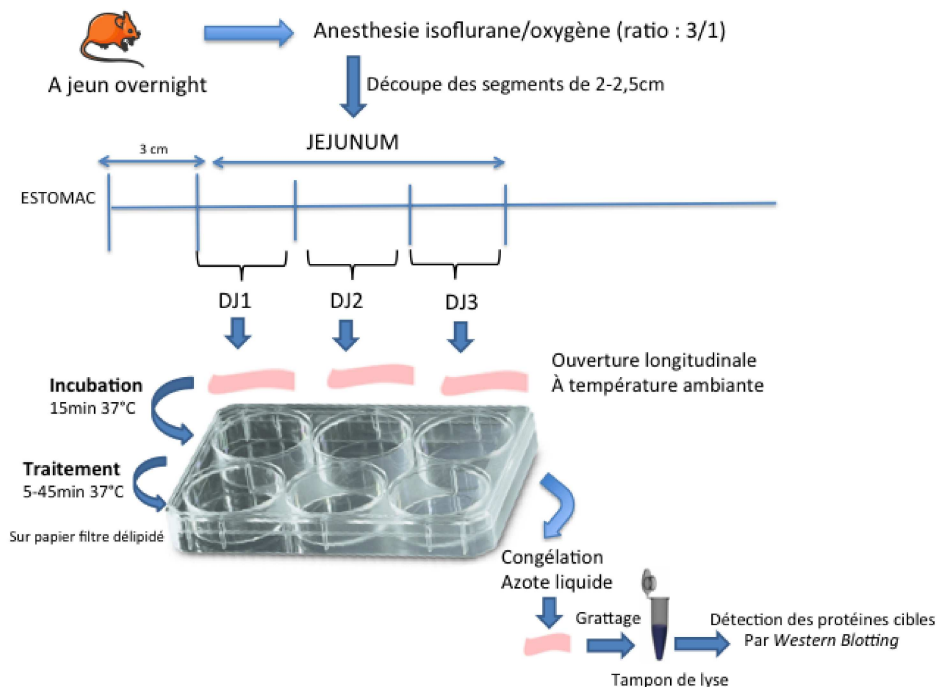 Anesthesie isoflurane/oxygène (ratio : 3/1)
A jeun overnight
Découpe des segments de 2-2,5cm
JEJUNUM
3 cm
ESTOMAC
DJ1
DJ2
DJ3
Ouverture longitudinale
À température ambiante
Incubation
15min 37°C
Traitement
5-45min 37°C
Sur papier filtre délipidé
Congélation
Azote liquide
Grattage
Détection des protéines cibles
Par Western Blotting
Tampon de lyse